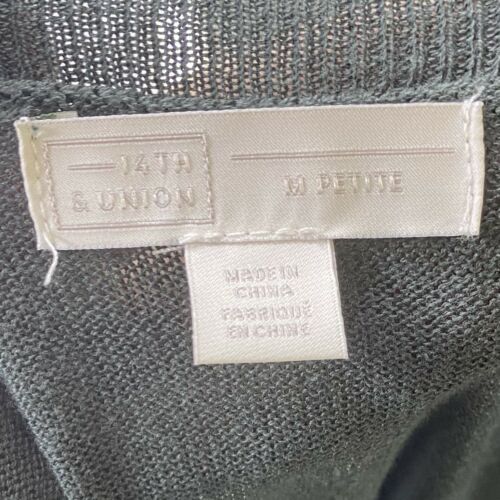 14TH
& UNION
M PETITE
MADE IN
CHINA
FABRIQUÉ
EN CHINE